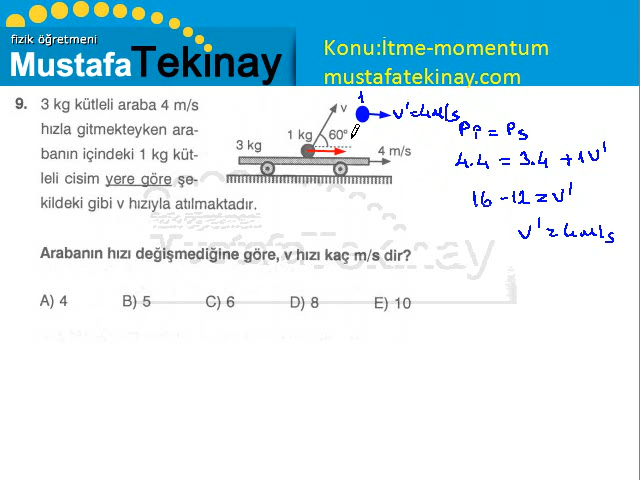 fizik öğretmeni
MustafaTekinay
Konu:İtme-momentum
mustafatekinay.com
9. 3 kg kütleli araba 4 m/s
hızla gitmekteyken ara-
banın içindeki 1 kg küt-
leli cisim yere göre şe-
kildeki gibi v hızıyla atılmaktadır.
v
1 kg
60°
3 kg
4 m/s
1
v'=4m/s
Pi = Ps
4.4 = 3.4 + 1v'
16 - 12 = v'
v' = 4m/s
Arabanın hızı değişmediğine göre, v hızı kaç m/s dir?
A) 4 B) 5 C) 6 D) 8 E) 10